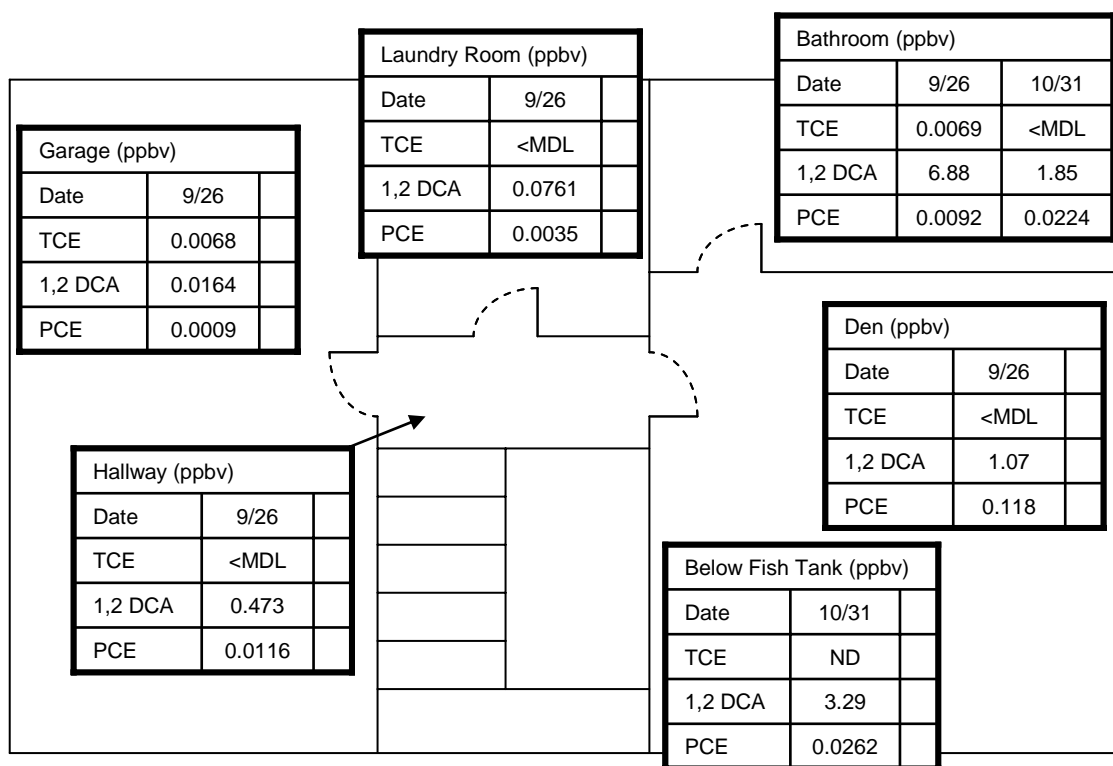 Laundry Room (ppbv)
Date 9/26
TCE <MDL
1,2 DCA 0.0761
PCE 0.0035
Bathroom (ppbv)
Date 9/26 10/31
TCE 0.0069 <MDL
1,2 DCA 6.88 1.85
PCE 0.0092 0.0224
Garage (ppbv)
Date 9/26
TCE 0.0068
1,2 DCA 0.0164
PCE 0.0009
Den (ppbv)
Date 9/26
TCE <MDL
1,2 DCA 1.07
PCE 0.118
Hallway (ppbv)
Date 9/26
TCE <MDL
1,2 DCA 0.473
PCE 0.0116
Below Fish Tank (ppbv)
Date 10/31
TCE ND
1,2 DCA 3.29
PCE 0.0262